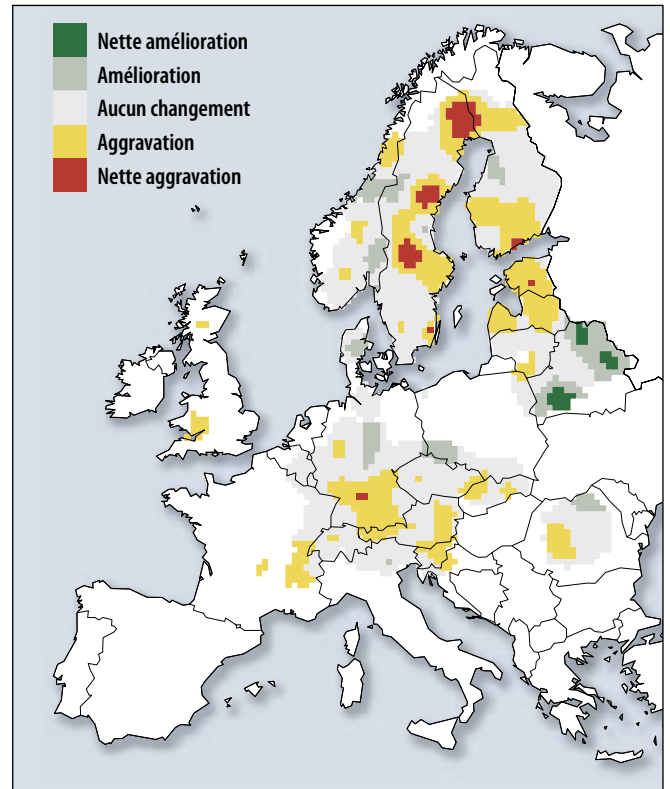 Nette amélioration
Amélioration
Aucun changement
Aggravation
Nette aggravation